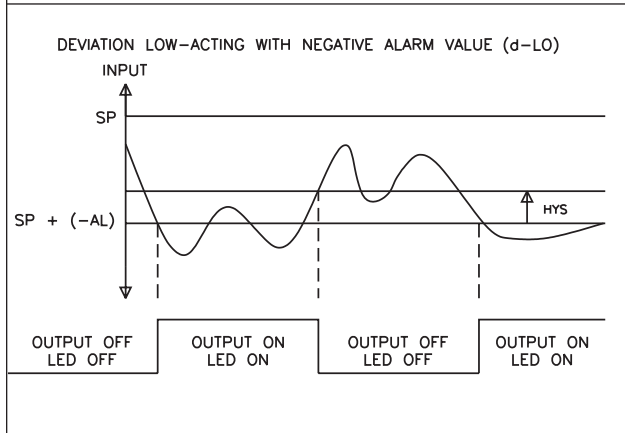 DEVIATION LOW-ACTING WITH NEGATIVE ALARM VALUE (d-LO)
INPUT
SP
SP + (-AL)
HYS
OUTPUT OFF
LED OFF
OUTPUT ON
LED ON
OUTPUT OFF
LED OFF
OUTPUT ON
LED ON